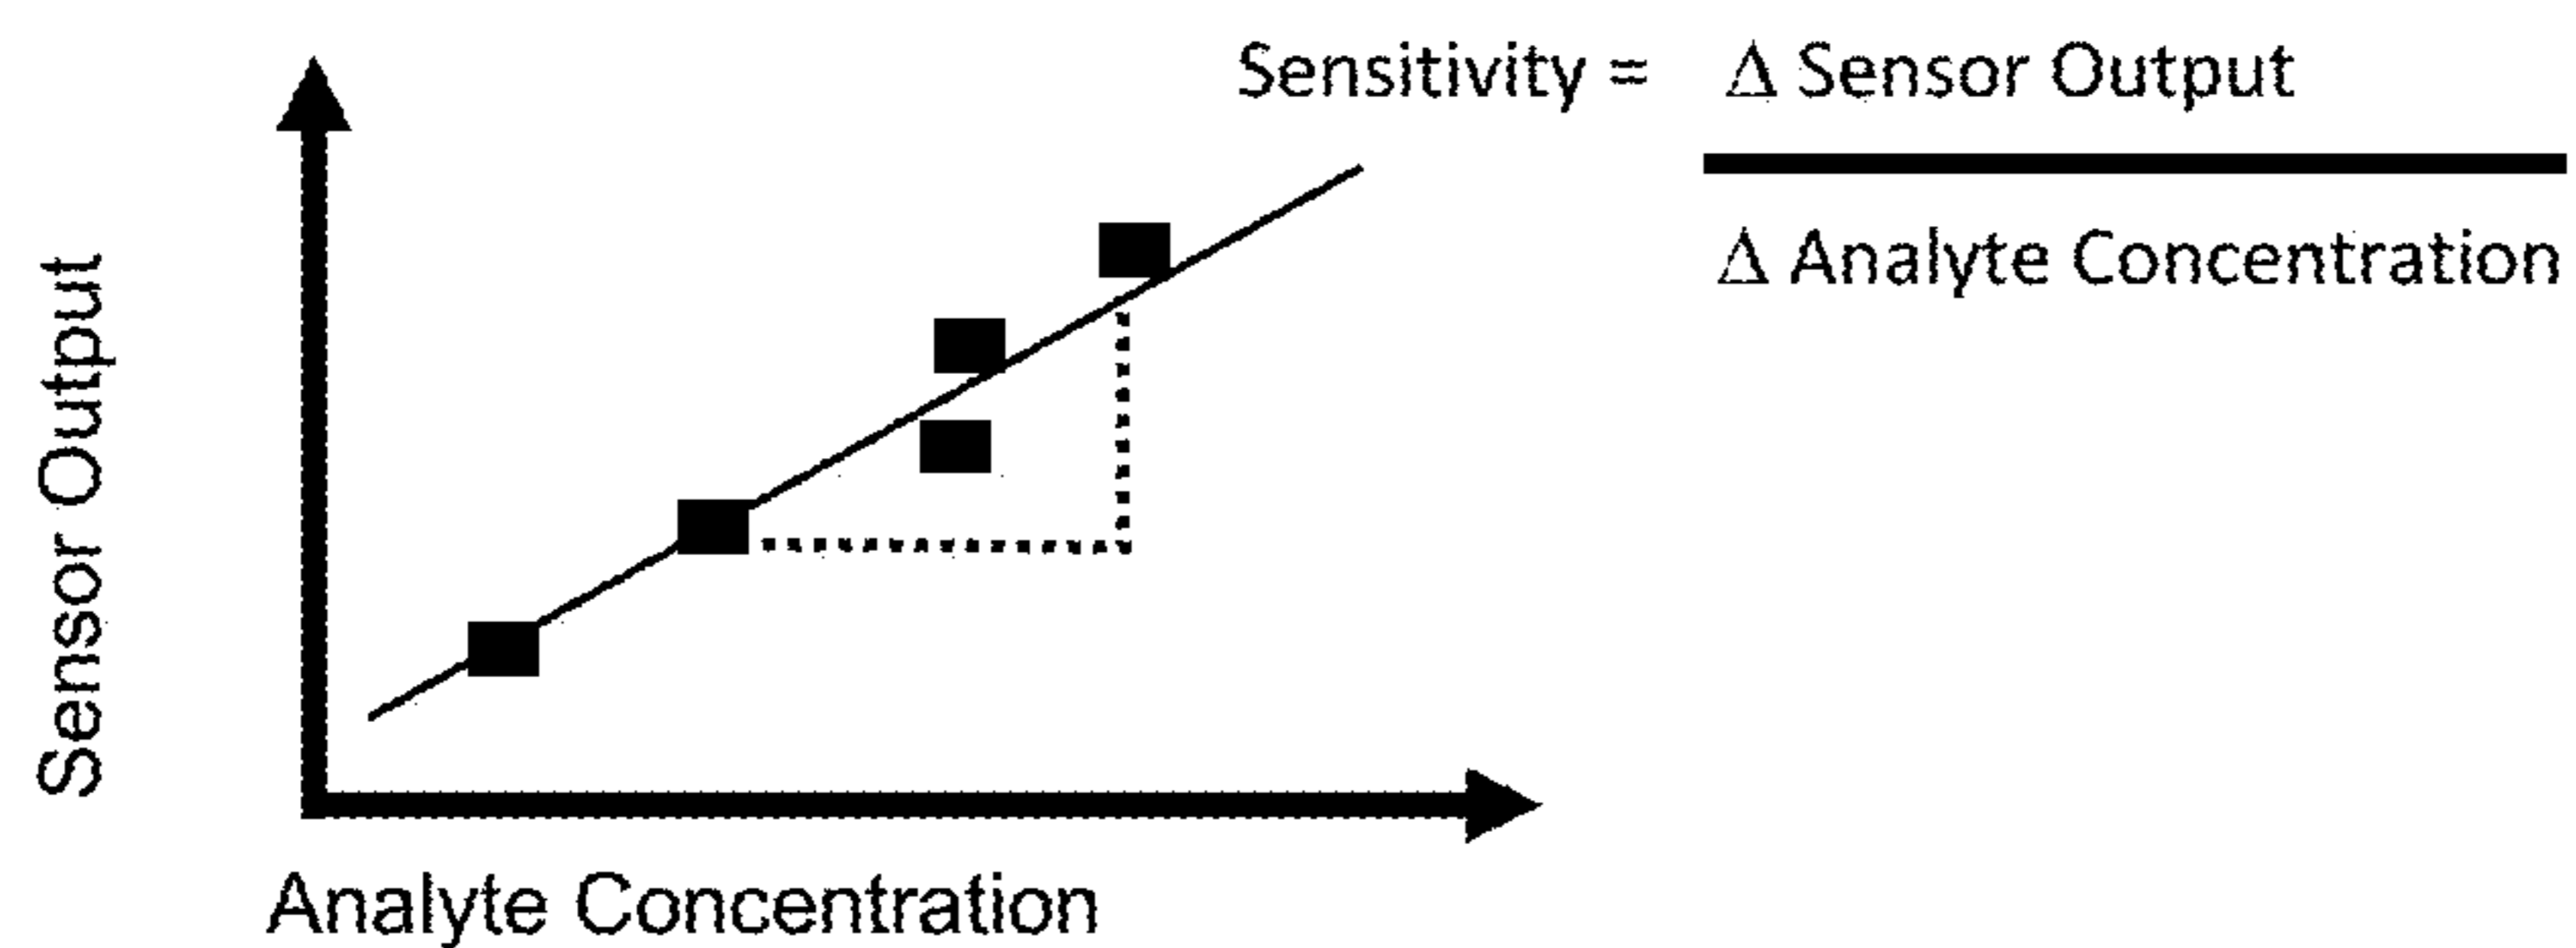 Sensitivity = Δ Sensor Output
Δ Analyte Concentration
Sensor Output
Analyte Concentration